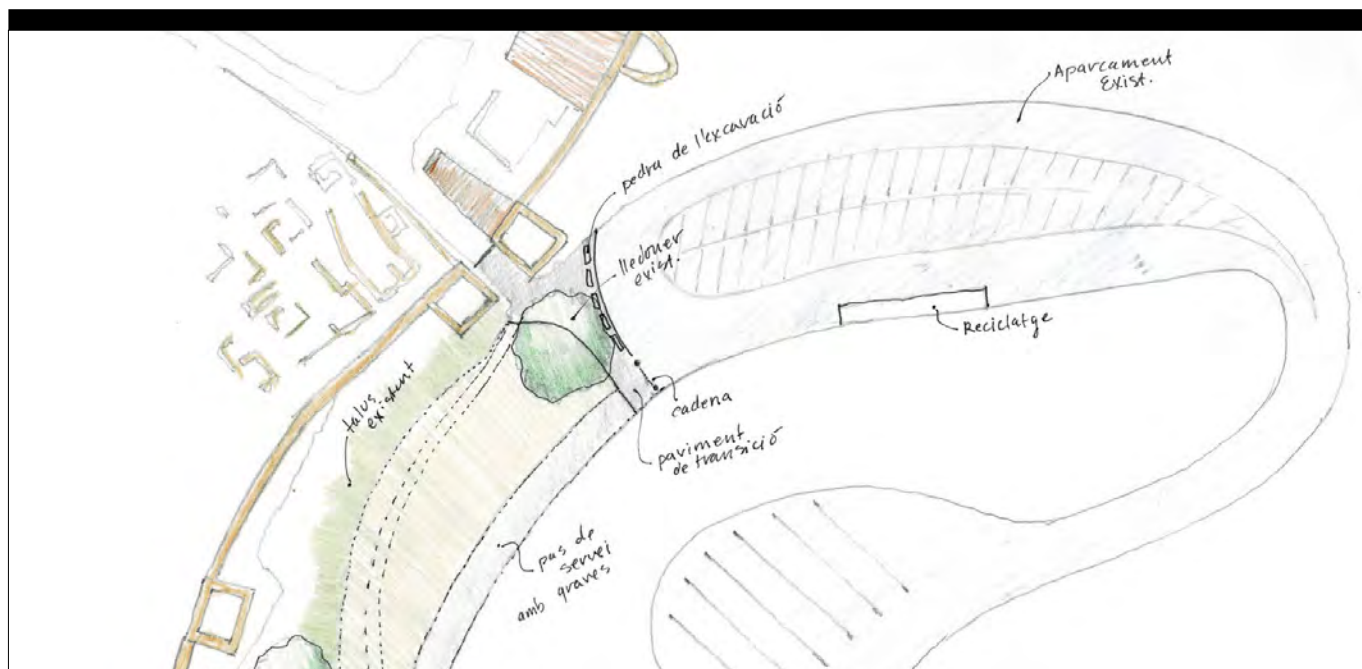 Aparcament
Exist.
pedra de l'excavació
lledoner
exist.
Reciclatge
talus
existent
cadena
paviment
de transició
pas de
servei
amb graves